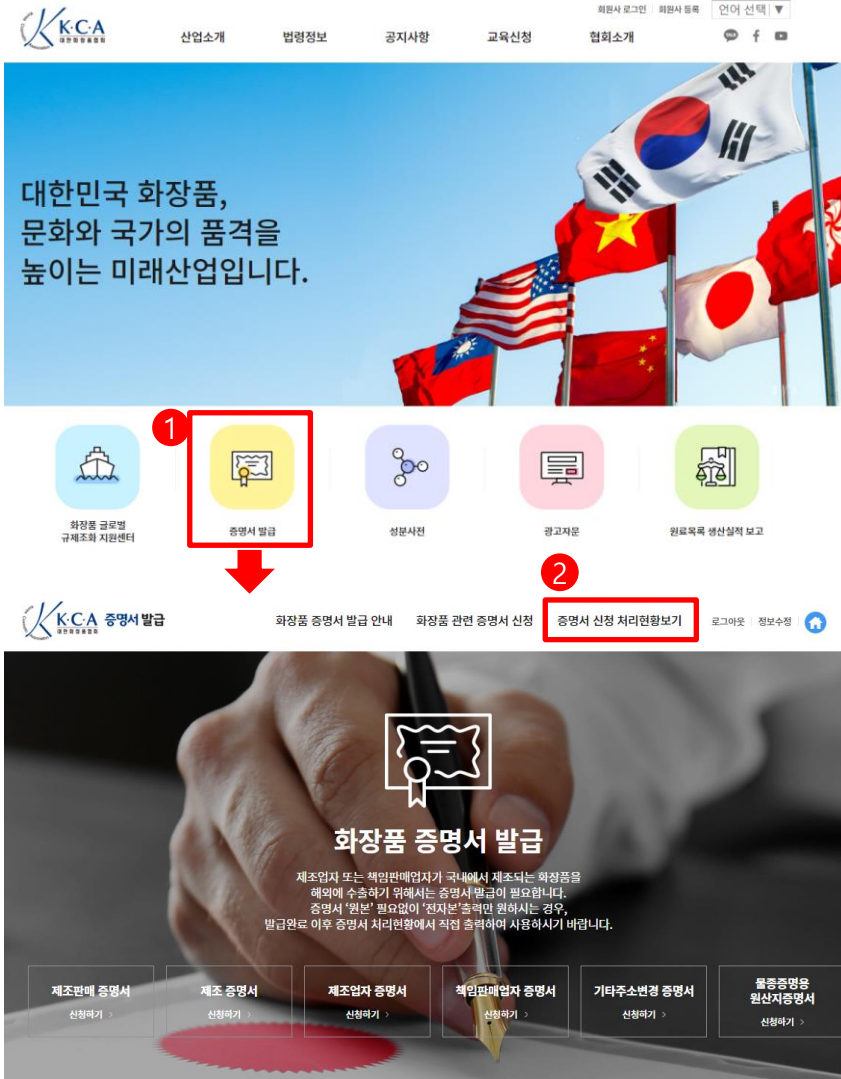 회원사 로그인 회원사 등록 언어 선택 ▼
K·C·A
대한화장품협회
산업소개 법령정보 공지사항 교육신청 협회소개
TALK f
대한민국 화장품,
문화와 국가의 품격을
높이는 미래산업입니다.
1
화장품 글로벌
규제조화 지원센터
증명서 발급
성분사전
광고자문
원료목록 생산실적 보고
2
K·C·A 증명서 발급
대한화장품협회
화장품 증명서 발급 안내 화장품 관련 증명서 신청 증명서 신청 처리현황보기 로그아웃 정보수정
화장품 증명서 발급
제조업자 또는 책임판매업자가 국내에서 제조되는 화장품을
해외에 수출하기 위해서는 증명서 발급이 필요합니다.
증명서 ‘원본’ 필요없이 ‘전자본’출력만 원하시는 경우,
발급완료 이후 증명서 처리현황에서 직접 출력하여 사용하시기 바랍니다.
제조판매 증명서
신청하기 >
제조 증명서
신청하기 >
제조업자 증명서
신청하기 >
책임판매업자 증명서
신청하기 >
기타주소변경 증명서
신청하기 >
물증증명용
원산지증명서
신청하기 >